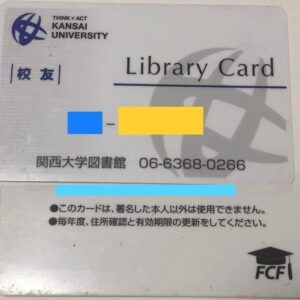 THINK × ACT
KANSAI
UNIVERSITY
校友
Library Card
関西大学図書館 06-6368-0266
●このカードは、署名した本人以外は使用できません。
●毎年度、住所確認と有効期限の更新をしてください。
FCF